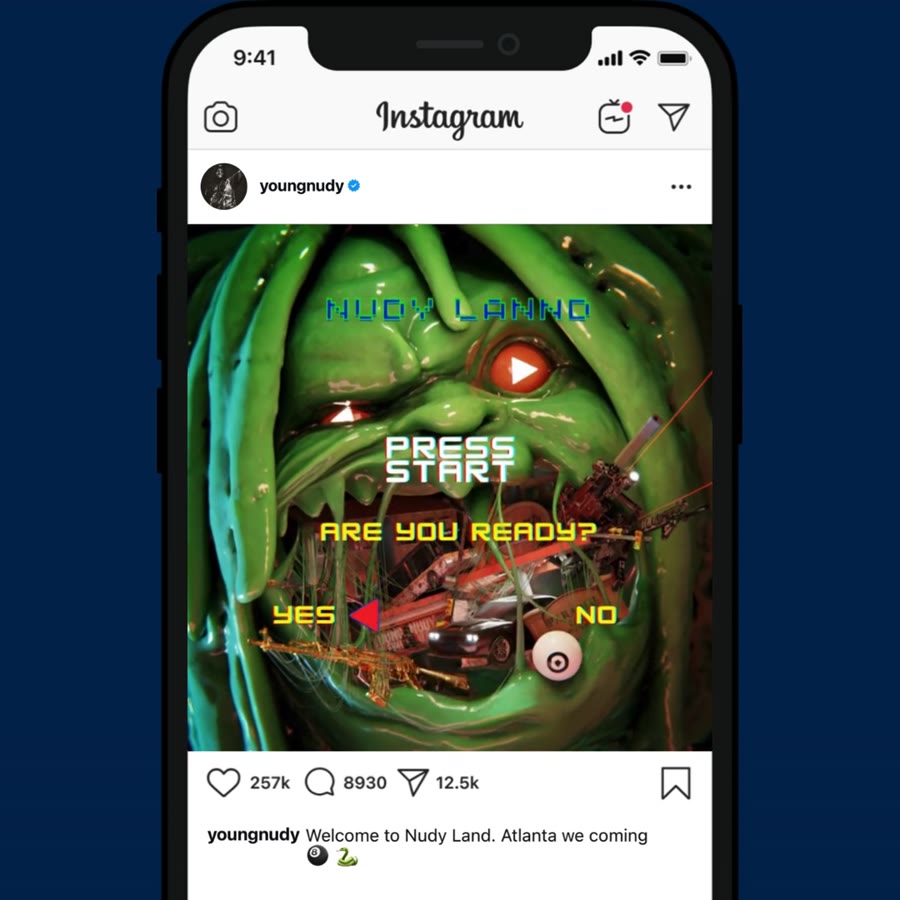 9:41
Instagram
youngnudy
NUDY LANND
PRESS
START
ARE YOU READY?
YES
NO
257k
8930
12.5k
youngnudy Welcome to Nudy Land. Atlanta we coming
🎱 🐍